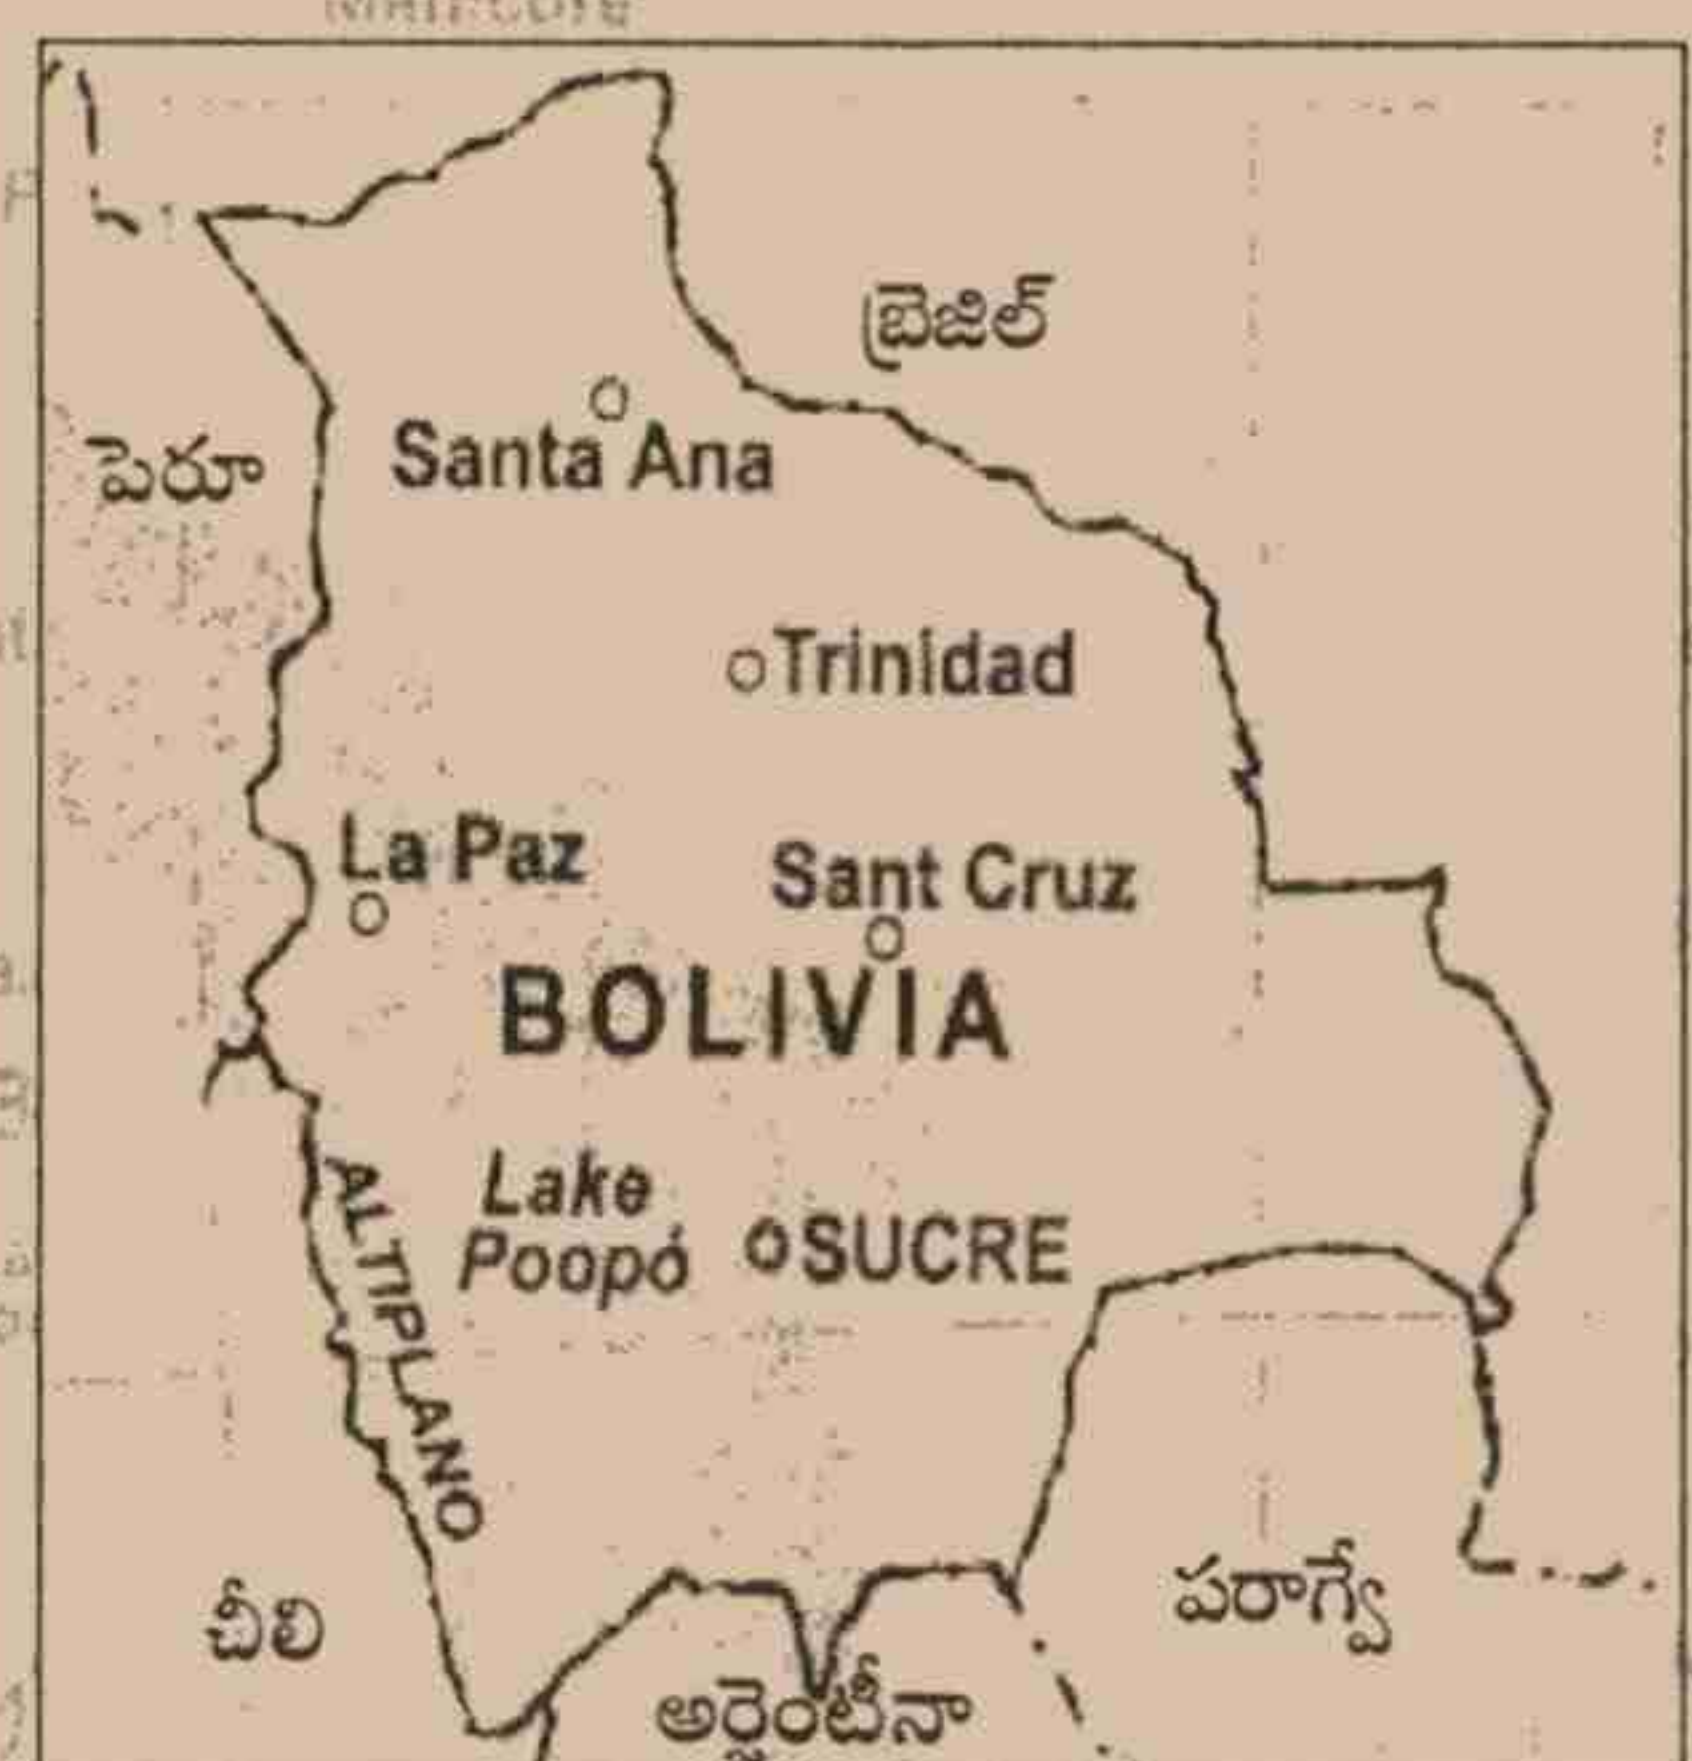 బ్రెజిల్
పెరూ
Santa Ana
Trinidad
La Paz
Sant Cruz
BOLIVIA
Lake
Poopó
SUCRE
ALTIPLANO
చీలి
పరాగ్వే
అర్జెంటీనా